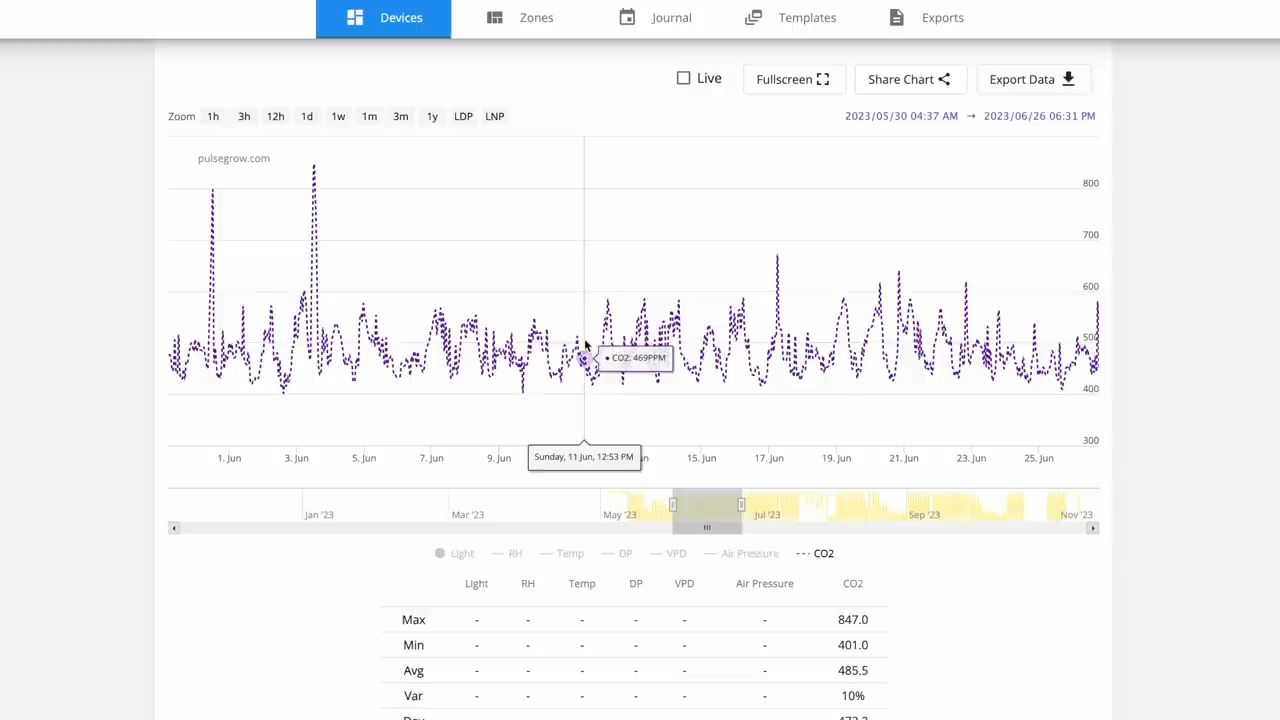 Devices Zones Journal Templates Exports
Live Fullscreen Share Chart Export Data
Zoom 1h 3h 12h 1d 1w 1m 3m 1y LDP LNP 2023/05/30 04:37 AM → 2023/06/26 06:31 PM
pulsegrow.com
800
700
600
500
CO2: 469PPM
400
300
1. Jun 3. Jun 5. Jun 7. Jun 9. Jun Sunday, 11 Jun, 12:53 PM 15. Jun 17. Jun 19. Jun 21. Jun 23. Jun 25. Jun
Jan '23 Mar '23 May '23 Jul '23 Sep '23 Nov '23
Light RH Temp DP VPD Air Pressure CO2
Light RH Temp DP VPD Air Pressure CO2
Max - - - - - - 847.0
Min - - - - - - 401.0
Avg - - - - - - 485.5
Var - - - - - - 10%